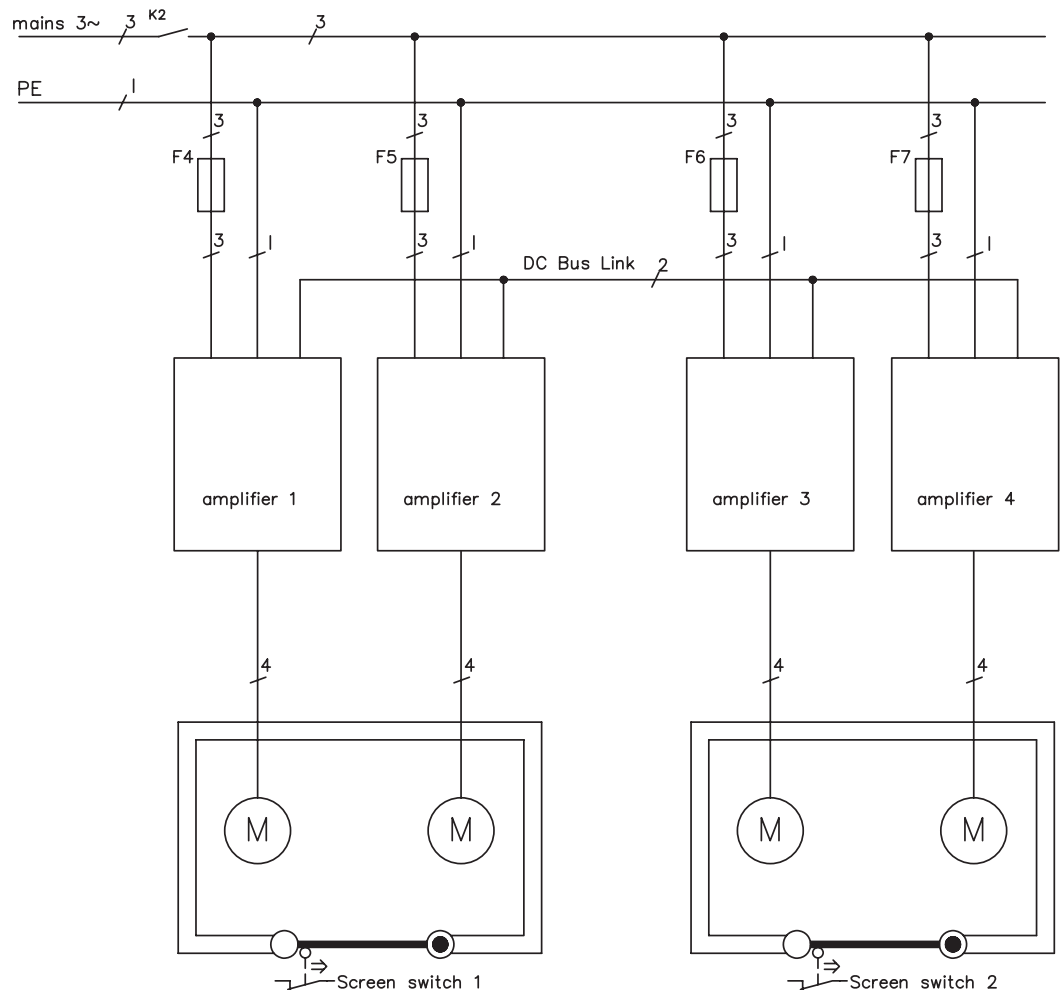 mains 3~ 3 K2 3
PE 1
3 3 3 3
F4 F5 F6 F7
3 1 3 1 3 1 3 1
DC Bus Link 2
amplifier 1 amplifier 2 amplifier 3 amplifier 4
4 4 4 4
M M M M
Screen switch 1 Screen switch 2